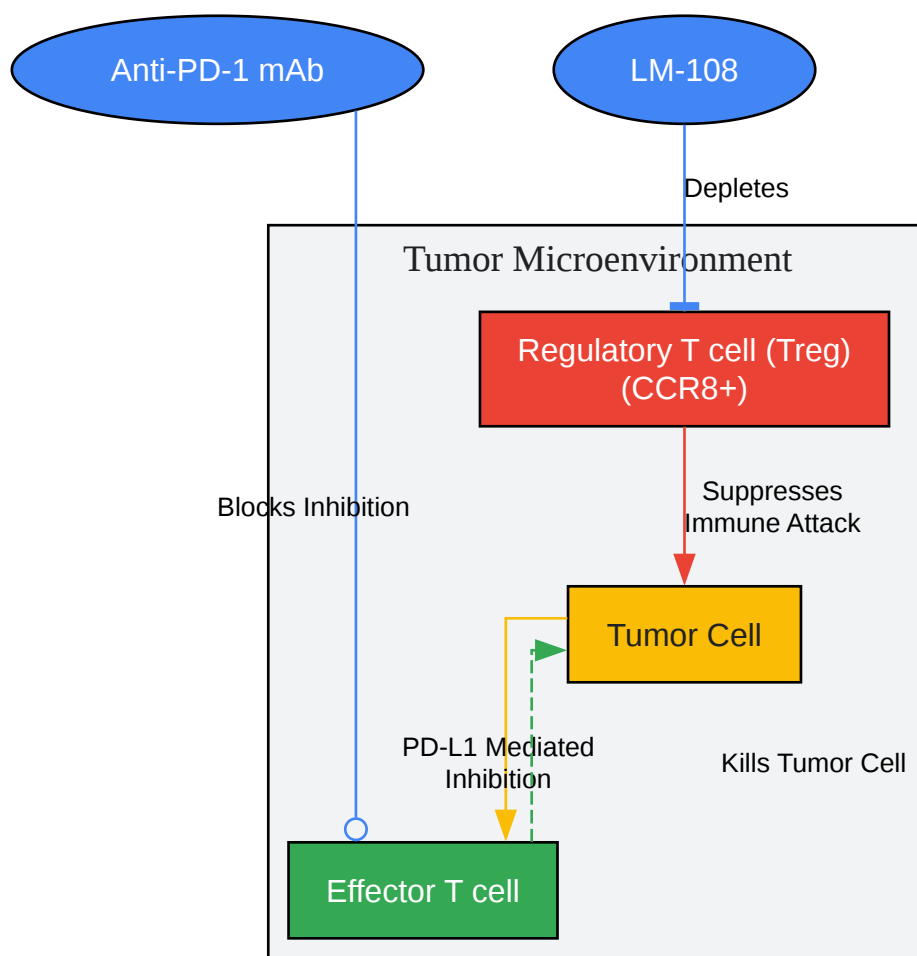 Anti-PD-1 mAb
LM-108
Depletes
Tumor Microenvironment
Regulatory T cell (Treg)
(CCR8+)
Blocks Inhibition
Suppresses
Immune Attack
Tumor Cell
PD-L1 Mediated
Inhibition
Kills Tumor Cell
Effector T cell